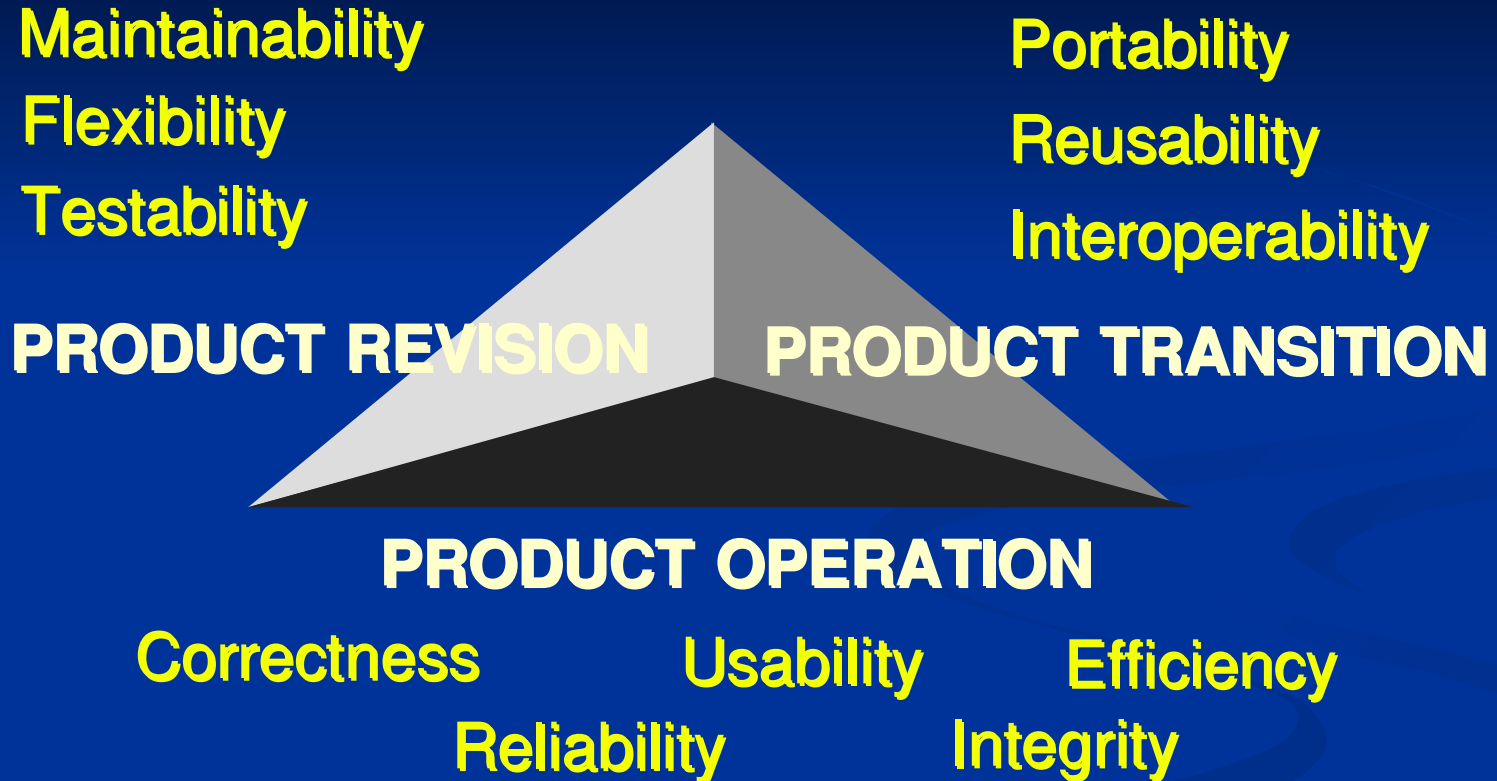 Maintainability
Flexibility
Testability
Portability
Reusability
Interoperability
PRODUCT REVISION
PRODUCT TRANSITION
PRODUCT OPERATION
Correctness
Usability
Efficiency
Reliability
Integrity